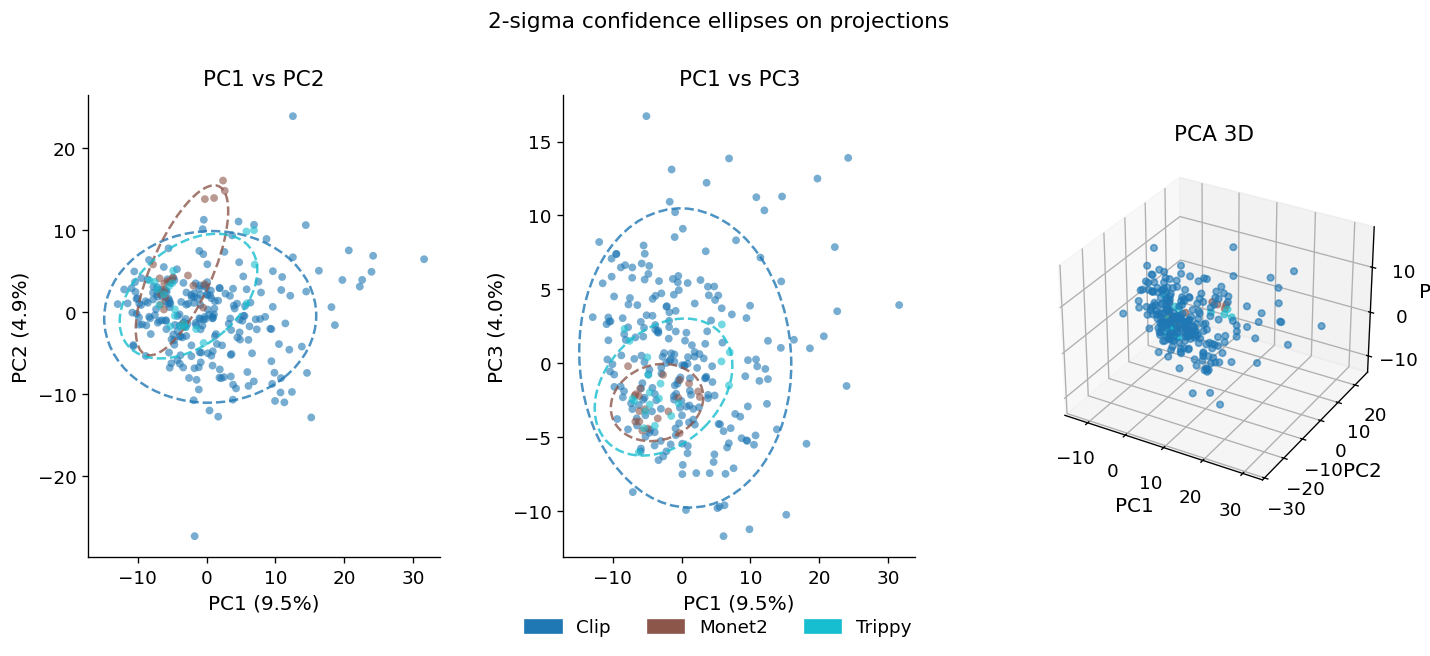 2-sigma confidence ellipses on projections
PC1 vs PC2
PC2 (4.9%)
20
10
0
−10
−20
−10 0 10 20 30
PC1 (9.5%)
PC1 vs PC3
PC3 (4.0%)
15
10
5
0
−5
−10
−10 0 10 20 30
PC1 (9.5%)
PCA 3D
10
0
−10
P
20
10
0
−10
−20
−30
PC2
−10
0
10
20
30
PC1
Clip Monet2 Trippy